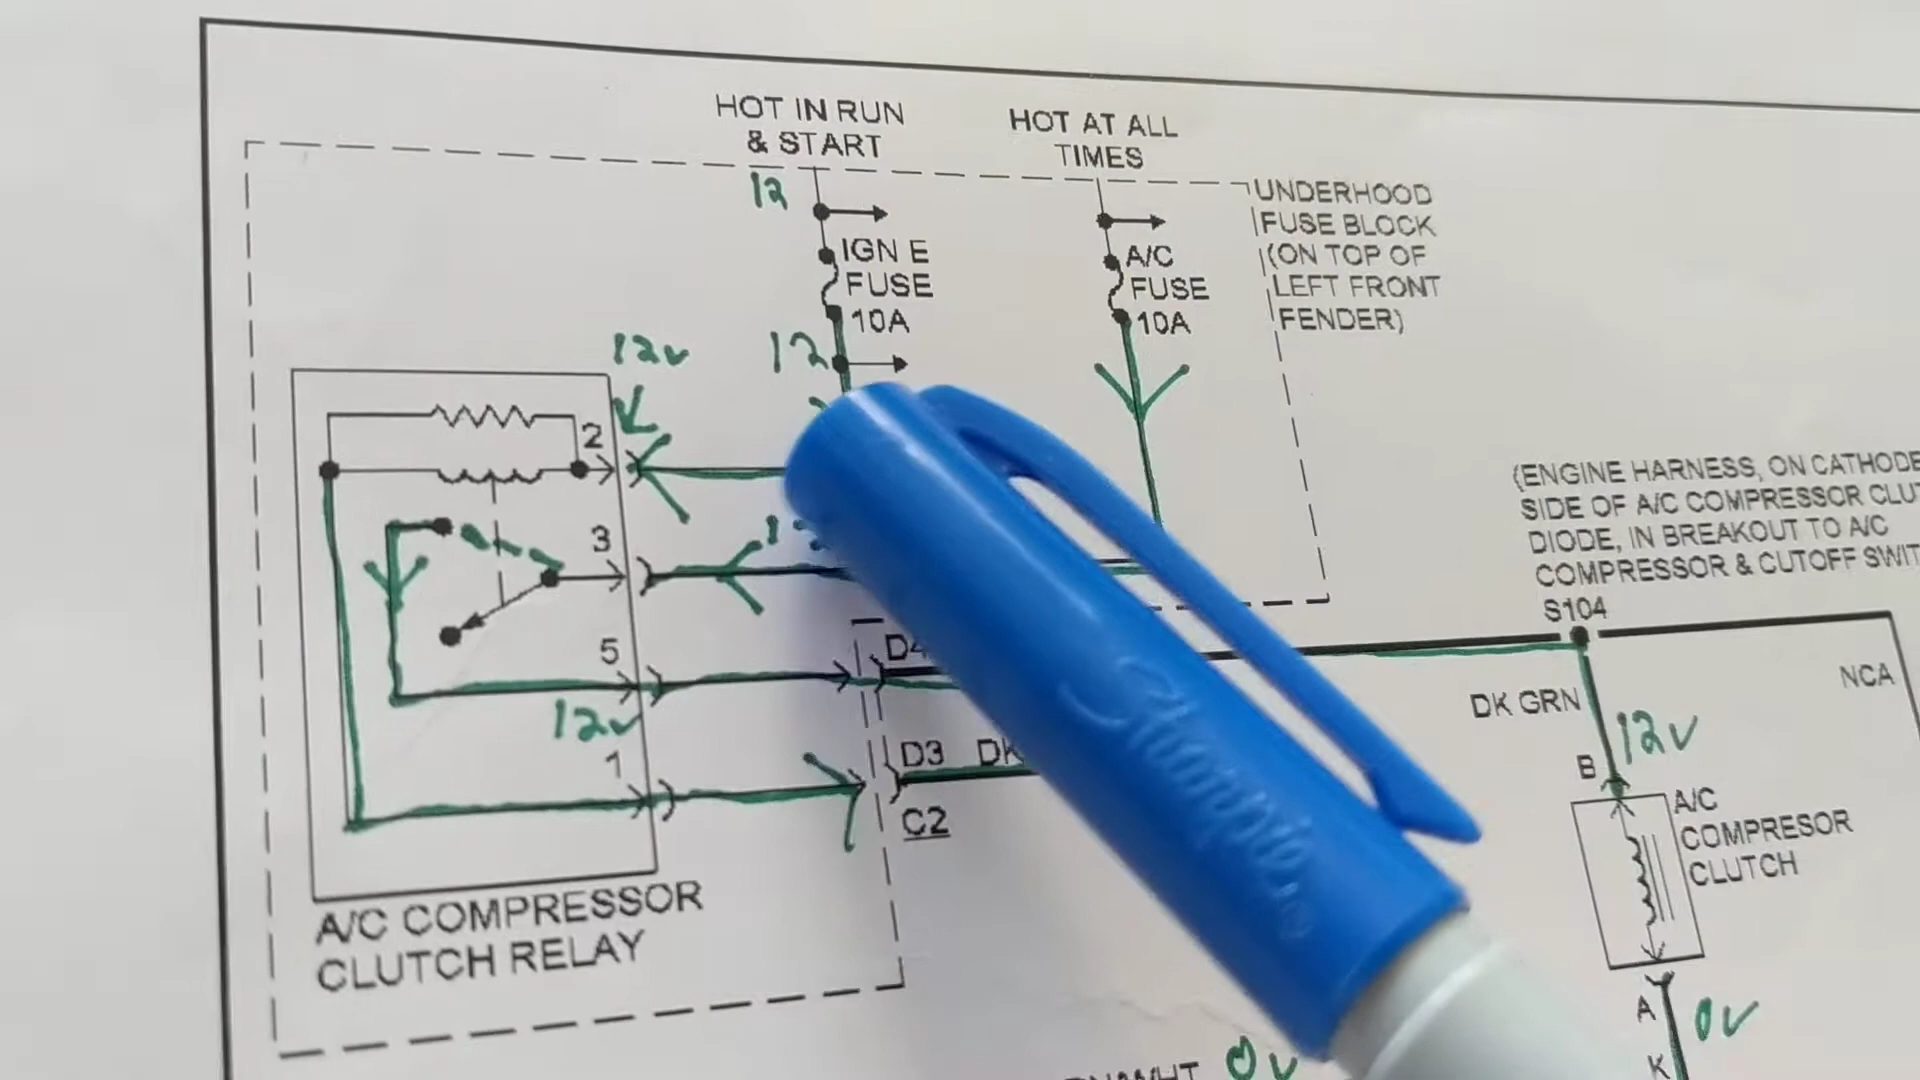 HOT IN RUN
& START
HOT AT ALL
TIMES
12
IGN E
FUSE
10A
A/C
FUSE
10A
UNDERHOOD
FUSE BLOCK
(ON TOP OF
LEFT FRONT
FENDER)
12v
12
2
3
5
12v
1
D4
D3 DK
C2
A/C COMPRESSOR
CLUTCH RELAY
(ENGINE HARNESS, ON CATHODE
SIDE OF A/C COMPRESSOR
DIODE, IN BREAKOUT TO A/C
COMPRESSOR & CUTOFF
S104
NCA
DK GRN
12v
B
A/C
COMPRESOR
CLUTCH
A
0v
K
0v
Sharpie